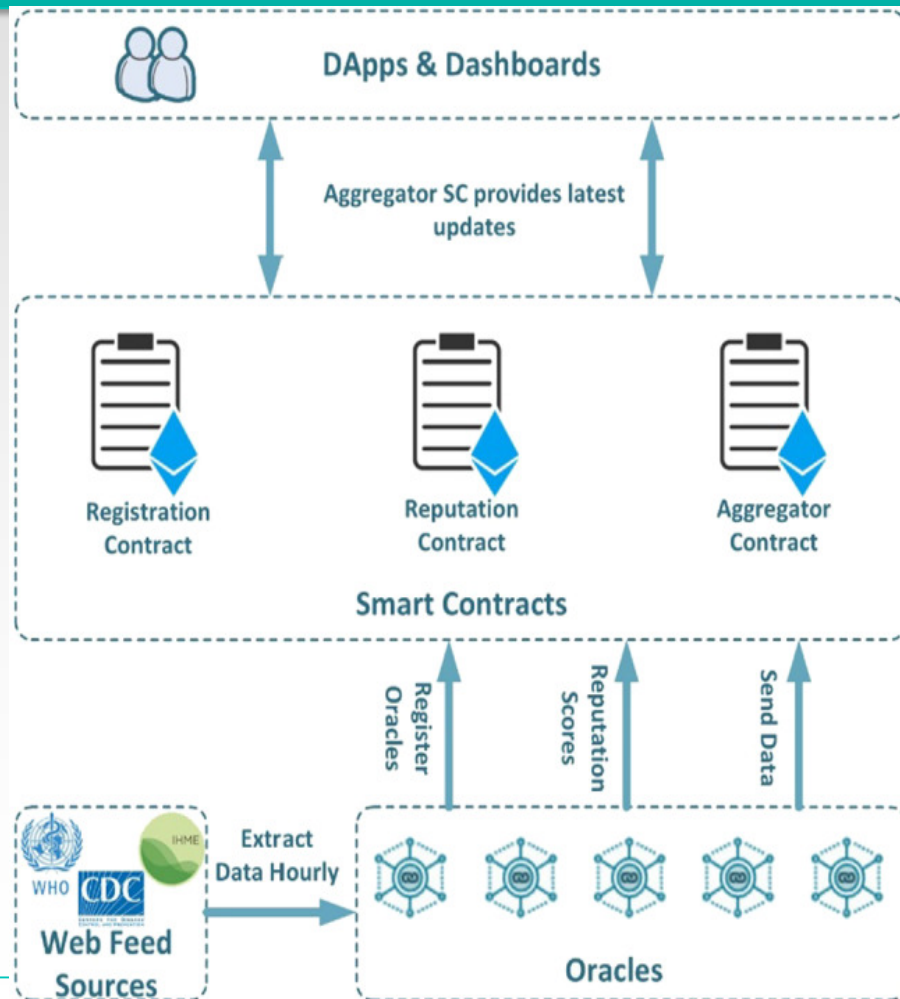 DApps & Dashboards
Aggregator SC provides latest
updates
Registration
Contract
Reputation
Contract
Aggregator
Contract
Smart Contracts
Register
Oracles
Reputation
Scores
Send Data
WHO
CDC
IHME
Extract
Data Hourly
Web Feed
Sources
Oracles